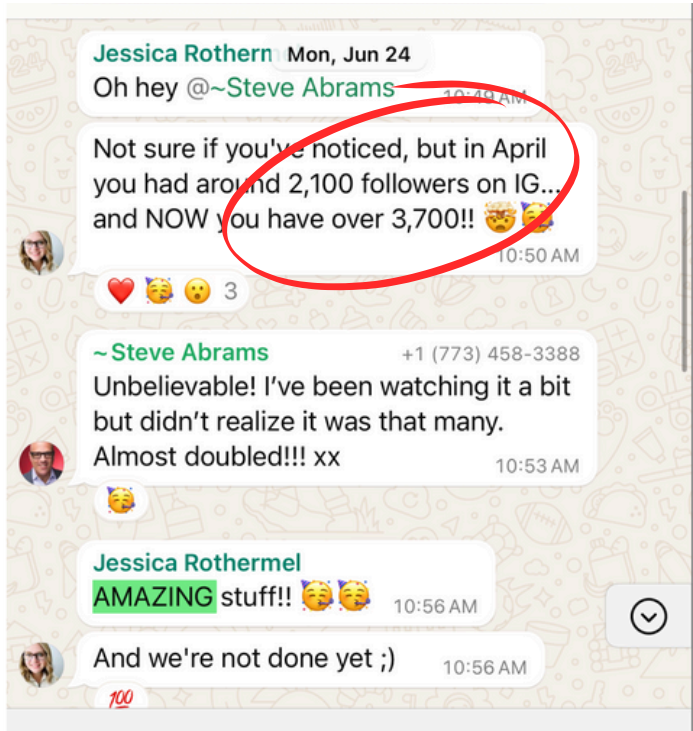 Jessica Rotherm
Mon, Jun 24
Oh hey @~Steve Abrams
10:49 AM
Not sure if you've noticed, but in April
you had around 2,100 followers on IG...
and NOW you have over 3,700!! 🤯🥳
10:50 AM
❤️ 🥳 😮 3
~Steve Abrams +1 (773) 458-3388
Unbelievable! I've been watching it a bit
but didn’t realize it was that many.
Almost doubled!!! xx
10:53 AM
🥳
Jessica Rothermel
AMAZING stuff!! 🥳🥳 10:56 AM
And we're not done yet ;) 10:56 AM
💯